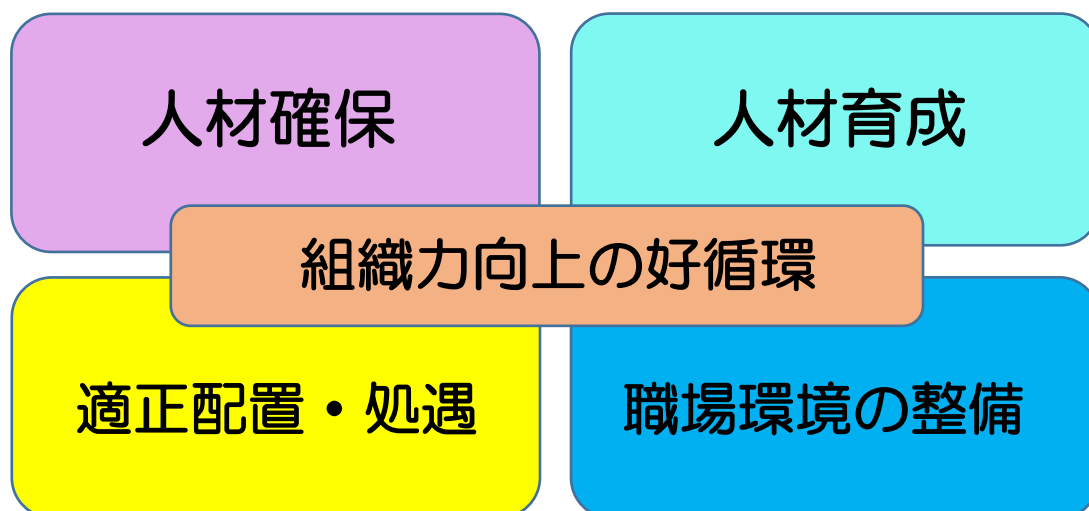 人材確保
人材育成
組織力向上の好循環
適正配置・処遇
職場環境の整備